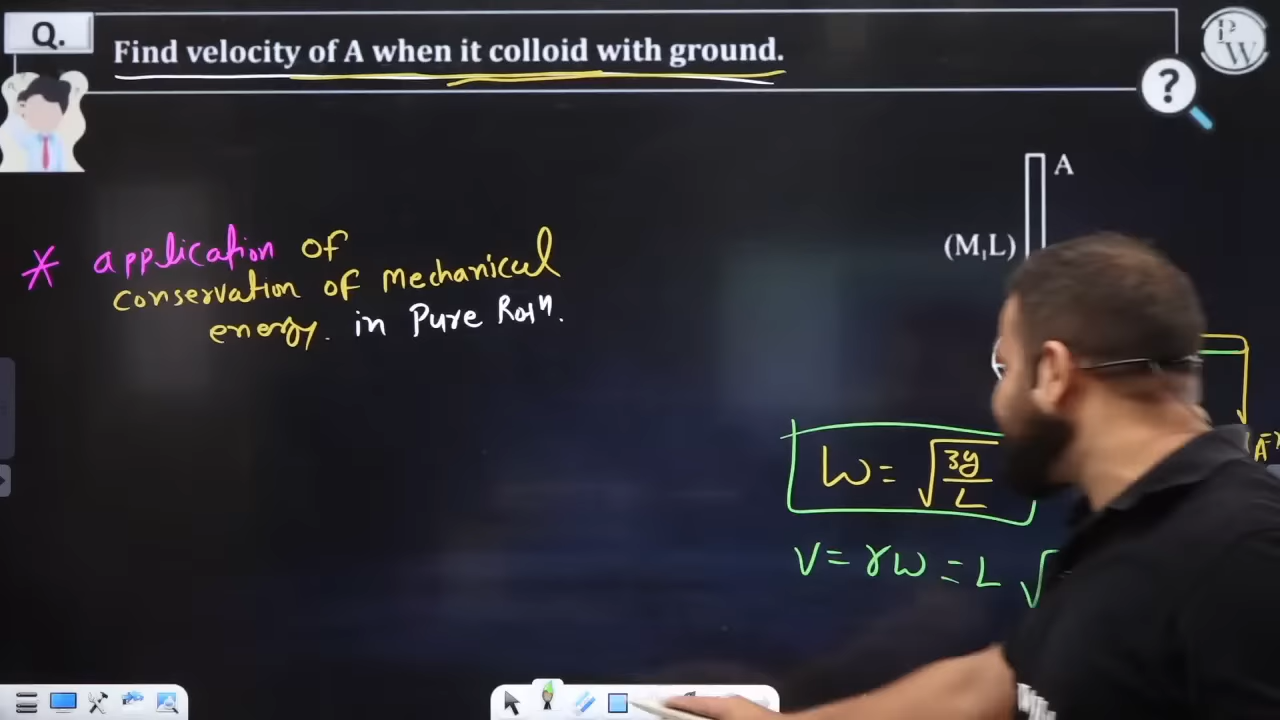 Q.
Find velocity of A when it colloid with ground.
PW
?
A
(M,L)
* application of
conservation of Mechanical
energy. in Pure Rotⁿ.
W = √3g/L
V = rω = L √
A